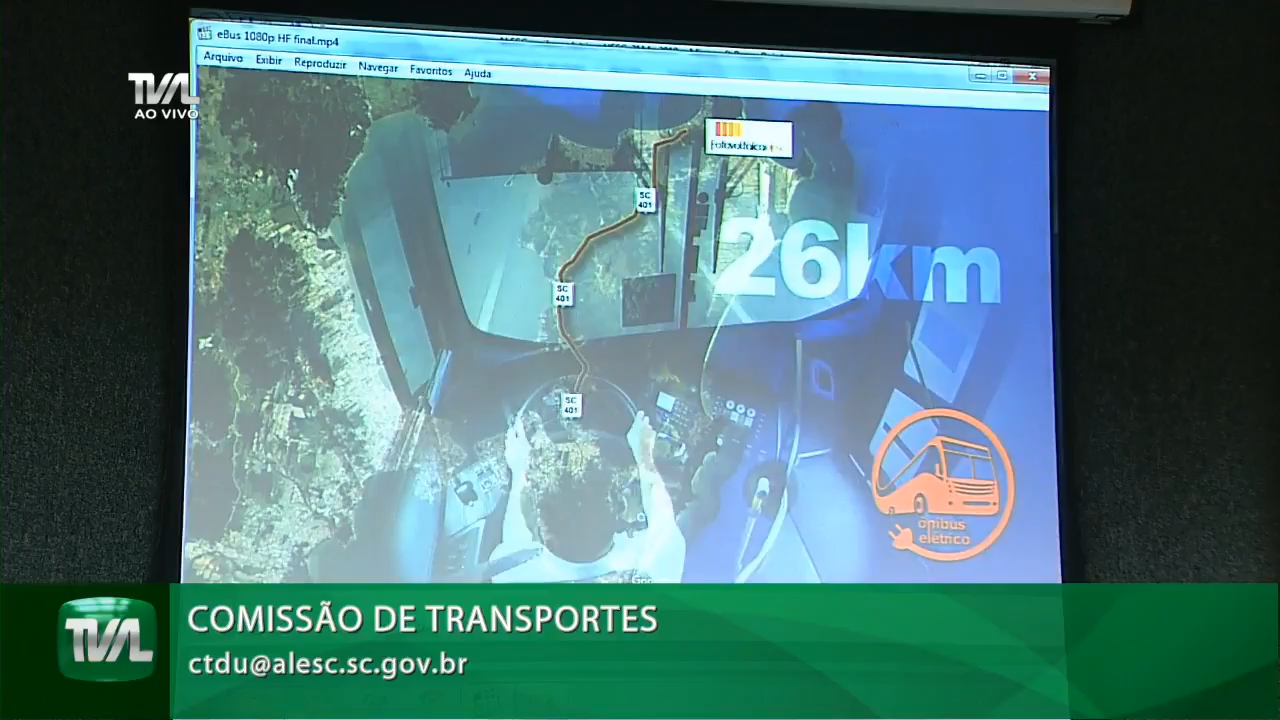 eBus 1080p HF final.mp4
Arquivo Exibir Reproduzir Navegar Favoritos Ajuda
TVAL
AO VIVO
fotovoltaica
SC
401
26km
SC
401
SC
401
ônibus
elétrico
TVAL
COMISSÃO DE TRANSPORTES
ctdu@alesc.sc.gov.br